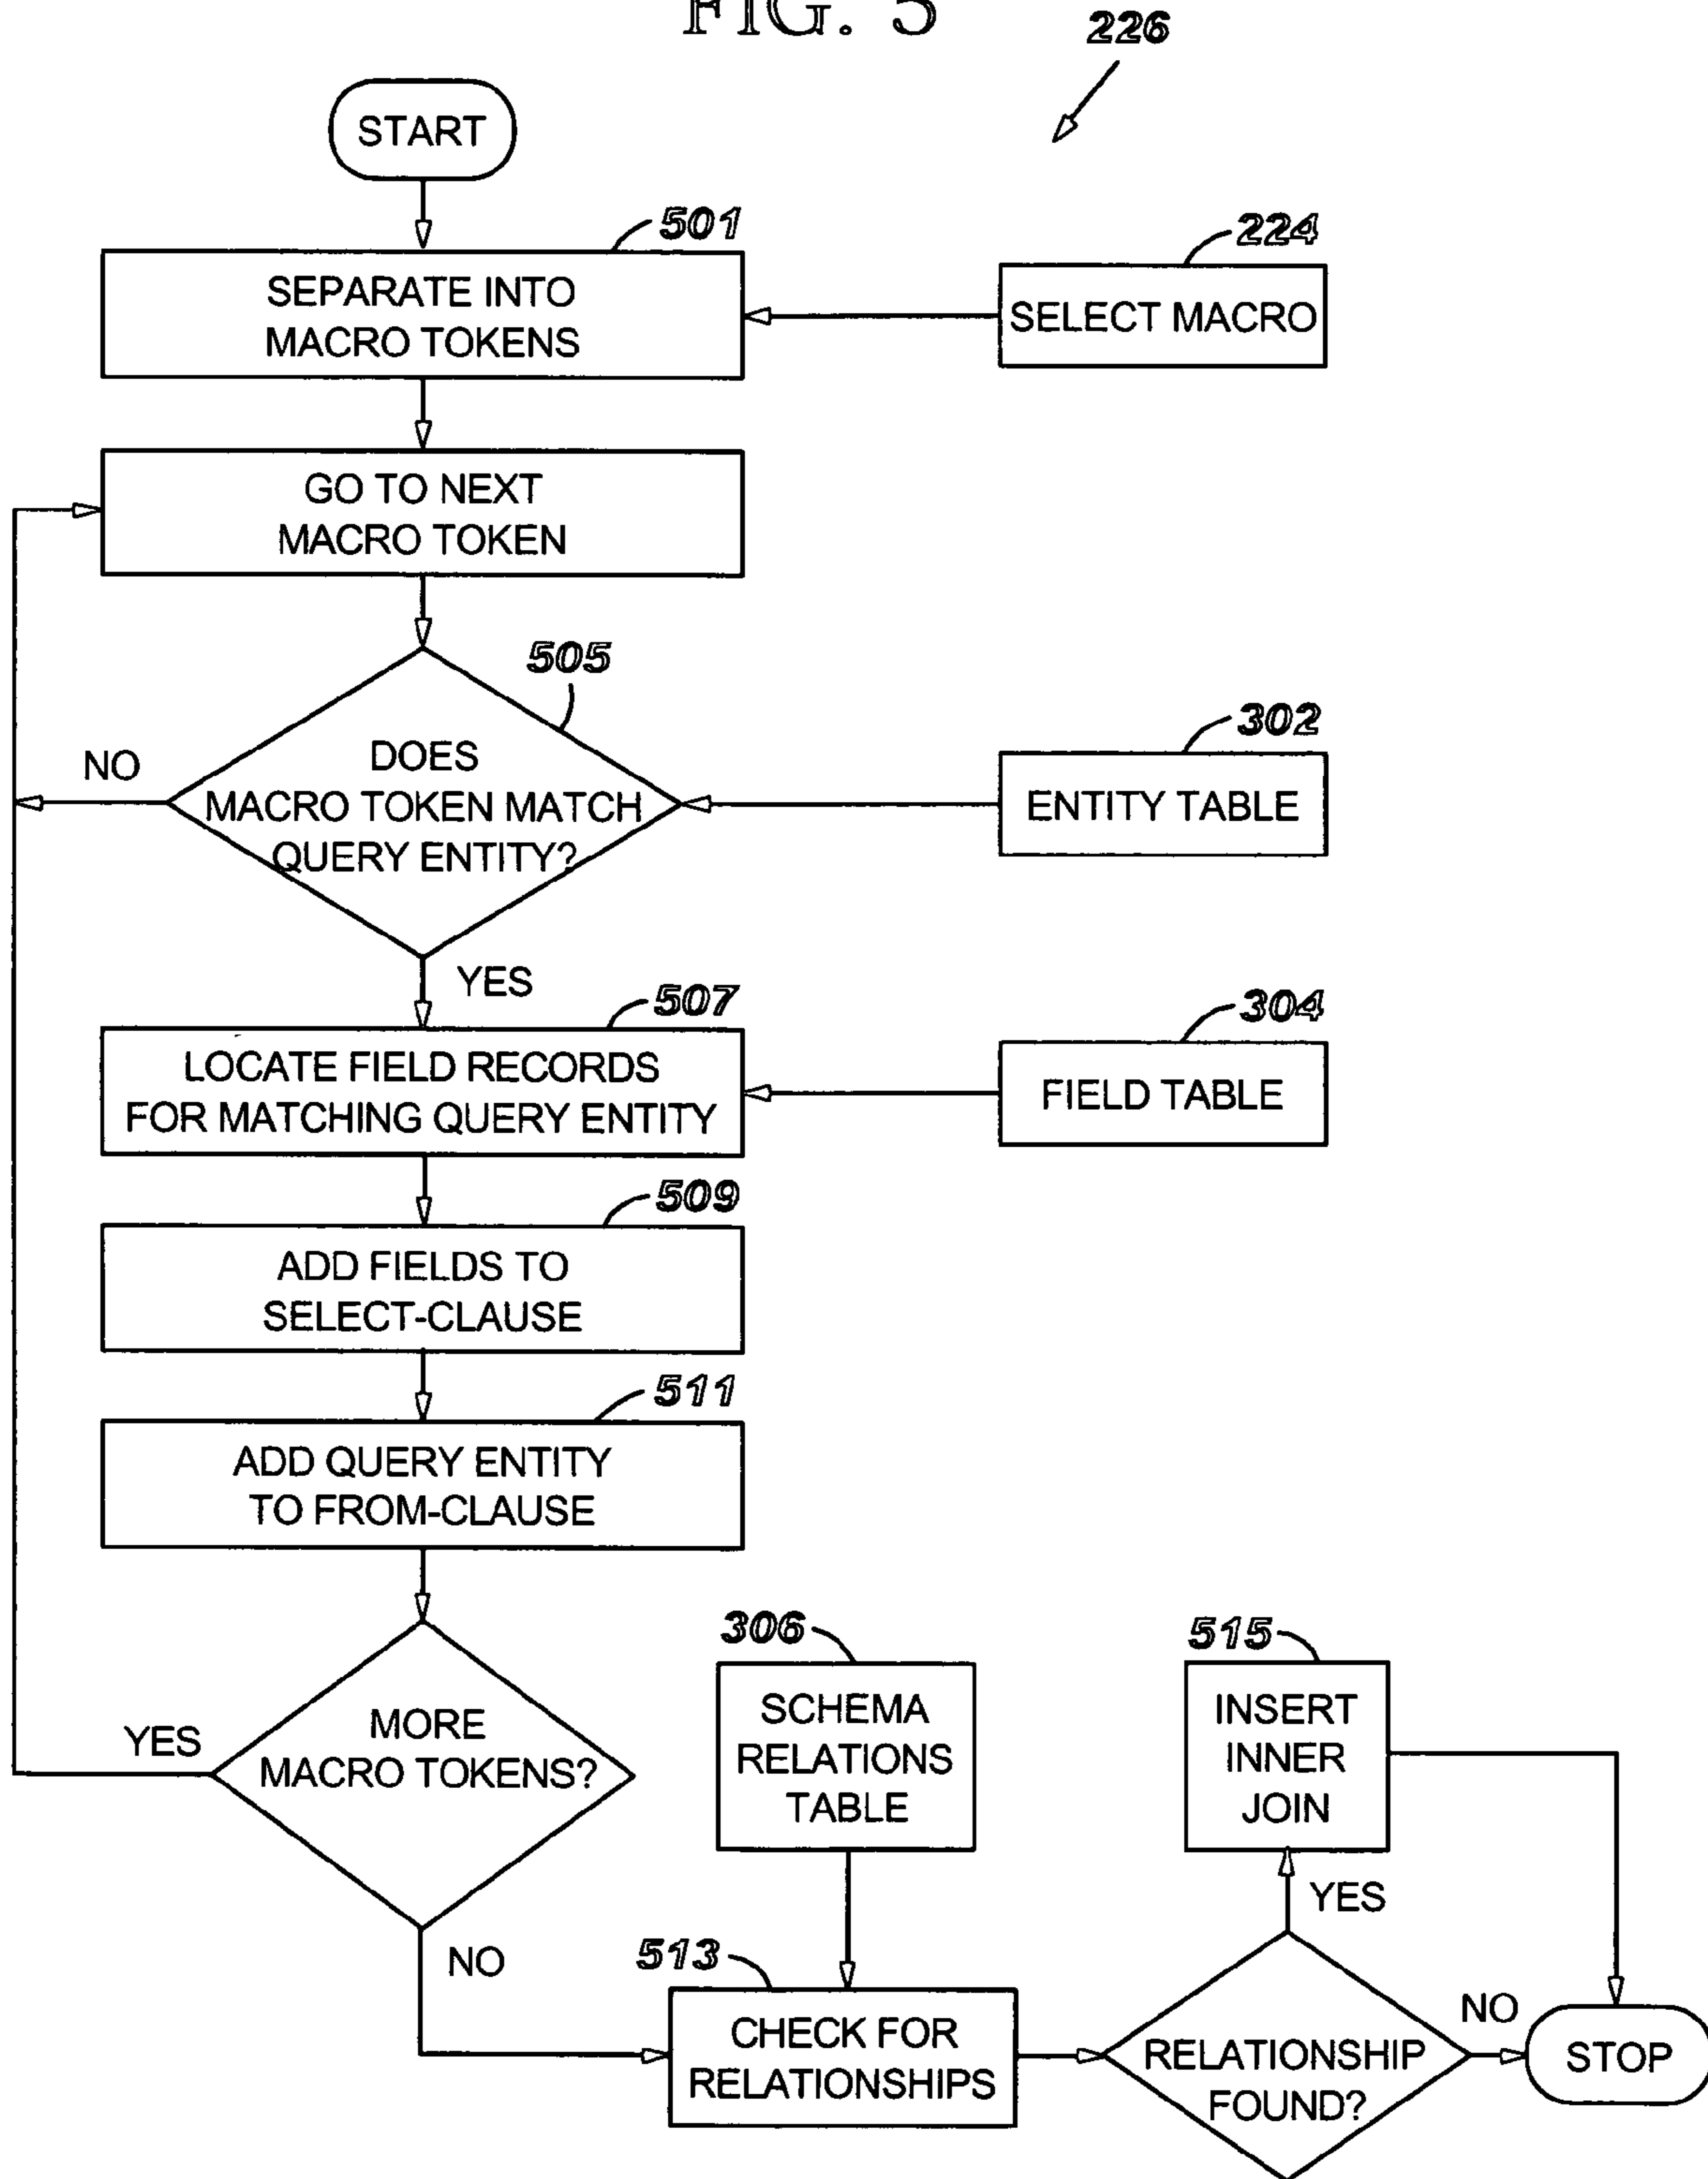 FIG. 5
226
START
501
224
SEPARATE INTO
MACRO TOKENS
SELECT MACRO
GO TO NEXT
MACRO TOKEN
505
302
NO
DOES
MACRO TOKEN MATCH
QUERY ENTITY?
ENTITY TABLE
YES
507
304
LOCATE FIELD RECORDS
FOR MATCHING QUERY ENTITY
FIELD TABLE
509
ADD FIELDS TO
SELECT-CLAUSE
511
ADD QUERY ENTITY
TO FROM-CLAUSE
306
515
YES
MORE
MACRO TOKENS?
SCHEMA
RELATIONS
TABLE
INSERT
INNER
JOIN
YES
NO
513
NO
CHECK FOR
RELATIONSHIPS
RELATIONSHIP
FOUND?
STOP